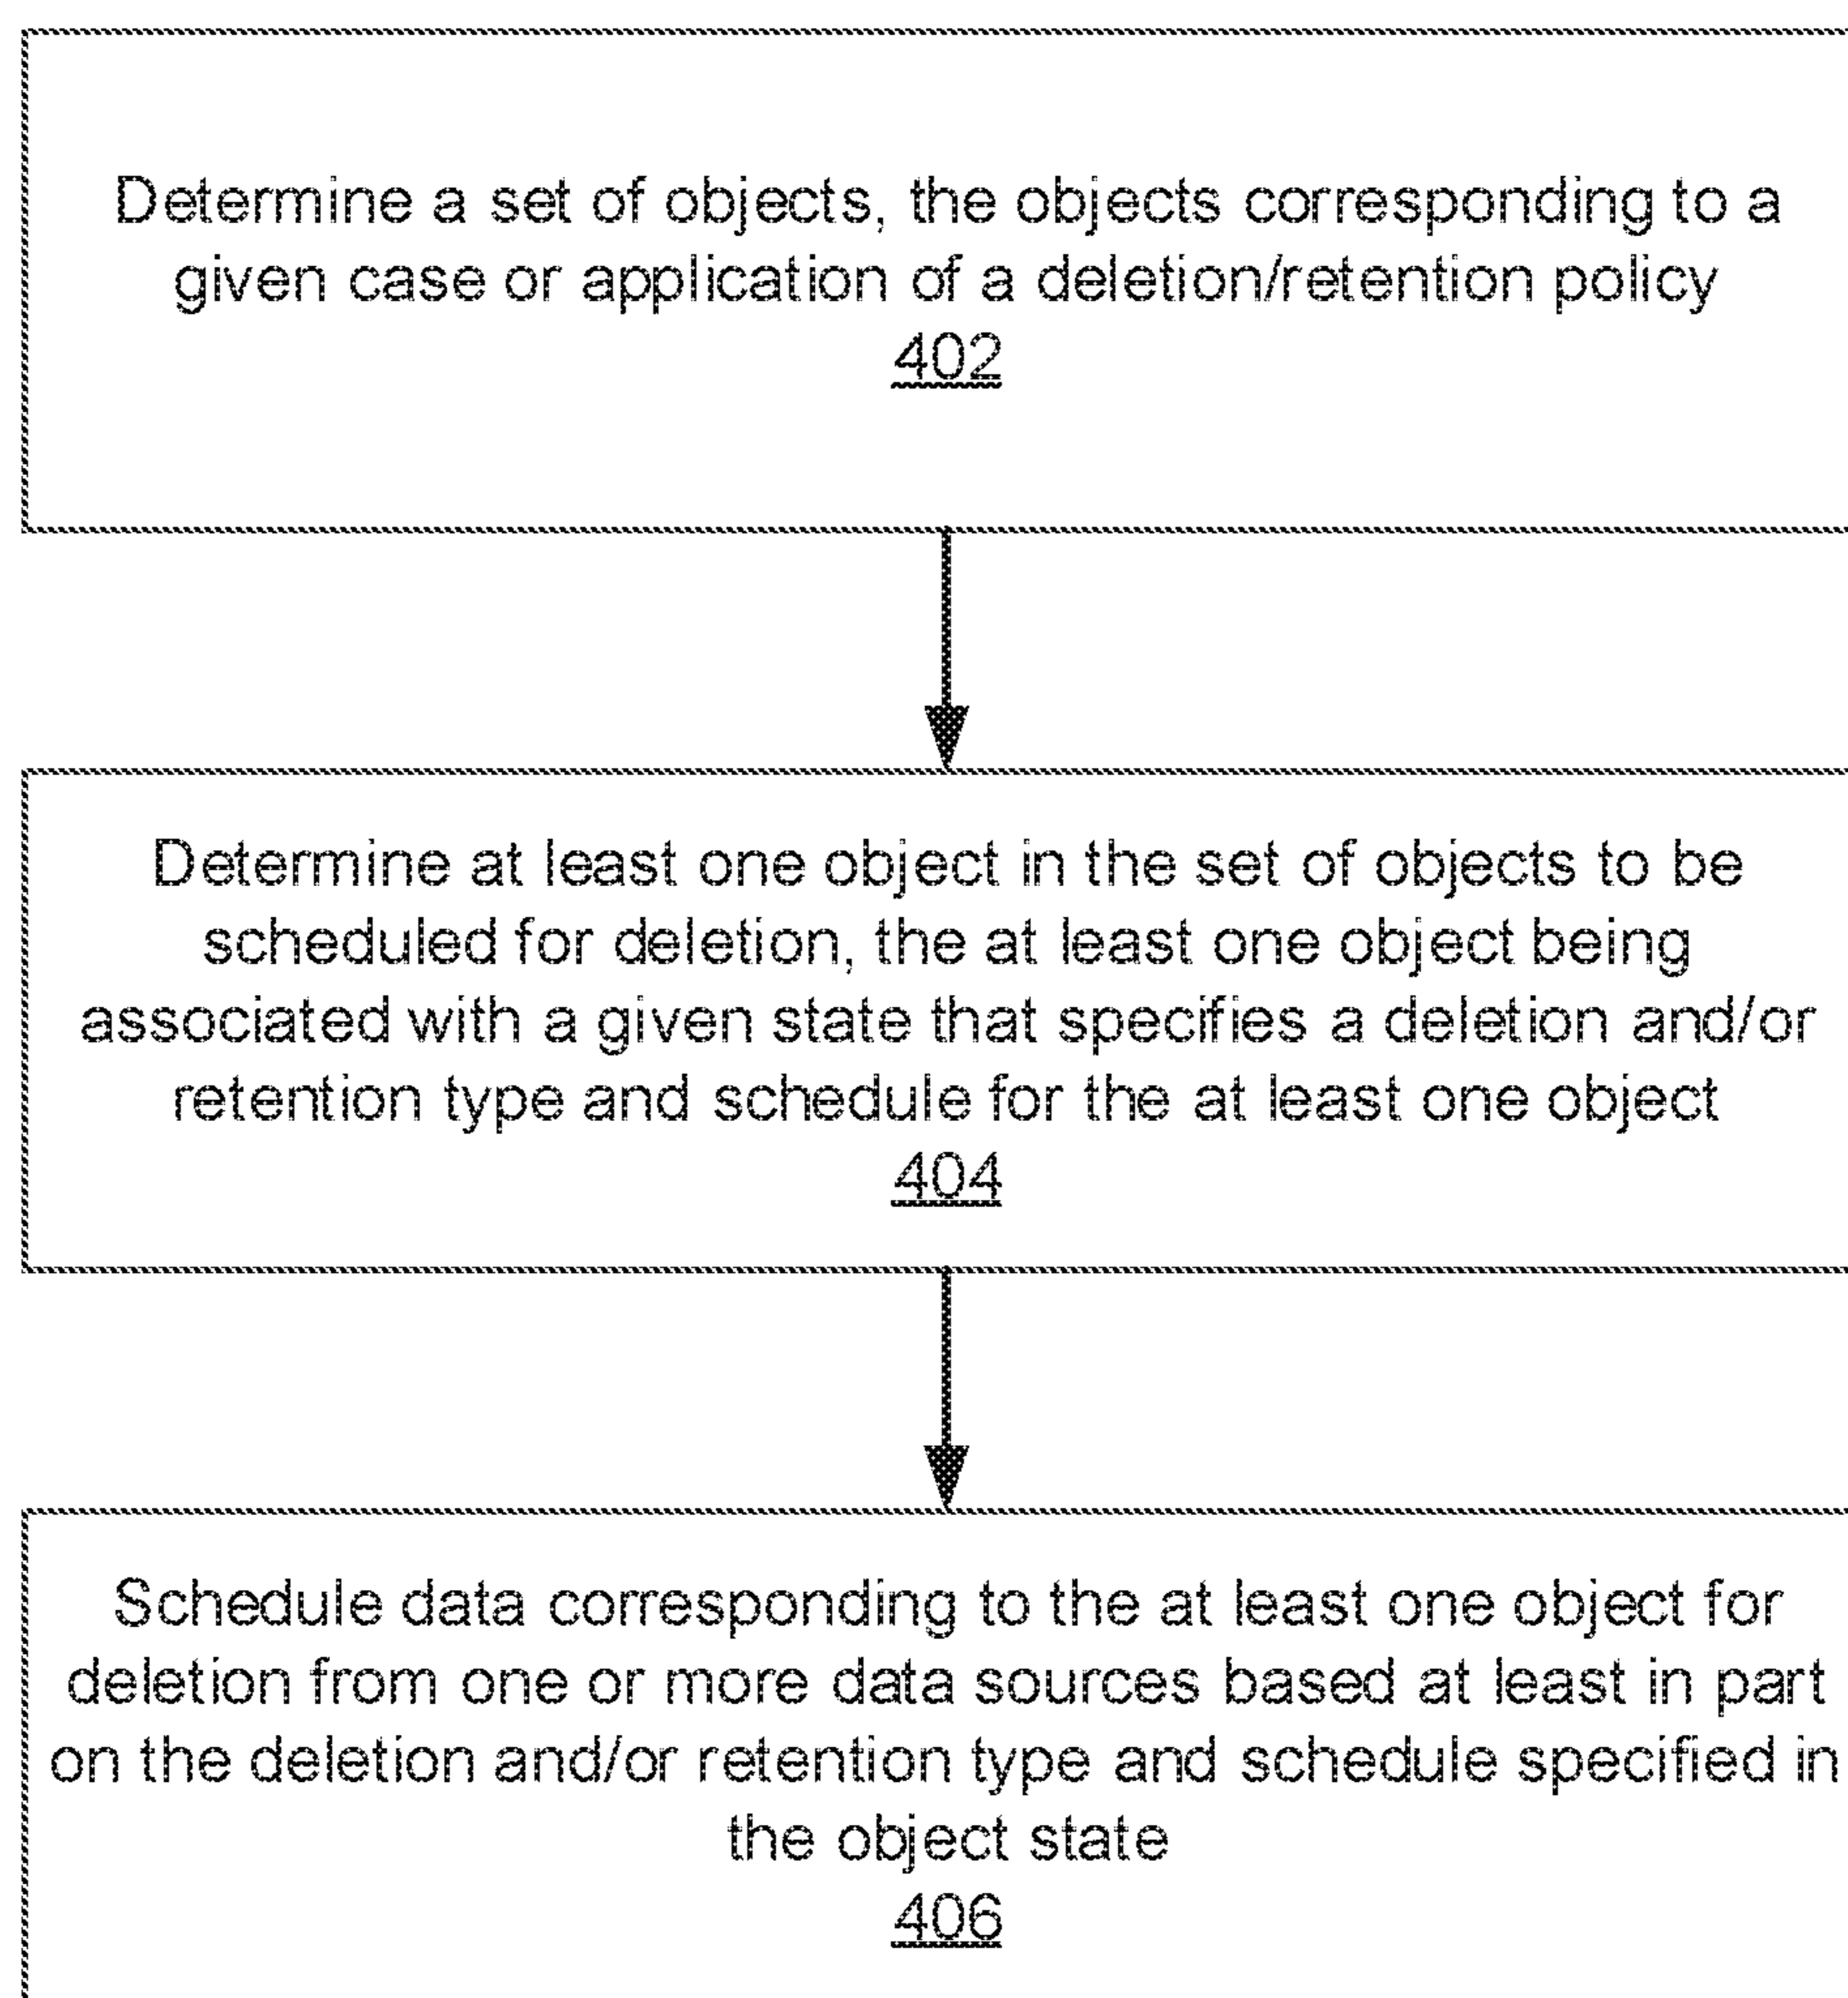 Determine a set of objects, the objects corresponding to a
given case or application of a deletion/retention policy
402
Determine at least one object in the set of objects to be
scheduled for deletion, the at least one object being
associated with a given state that specifies a deletion and/or
retention type and schedule for the at least one object
404
Schedule data corresponding to the at least one object for
deletion from one or more data sources based at least in part
on the deletion and/or retention type and schedule specified in
the object state
406